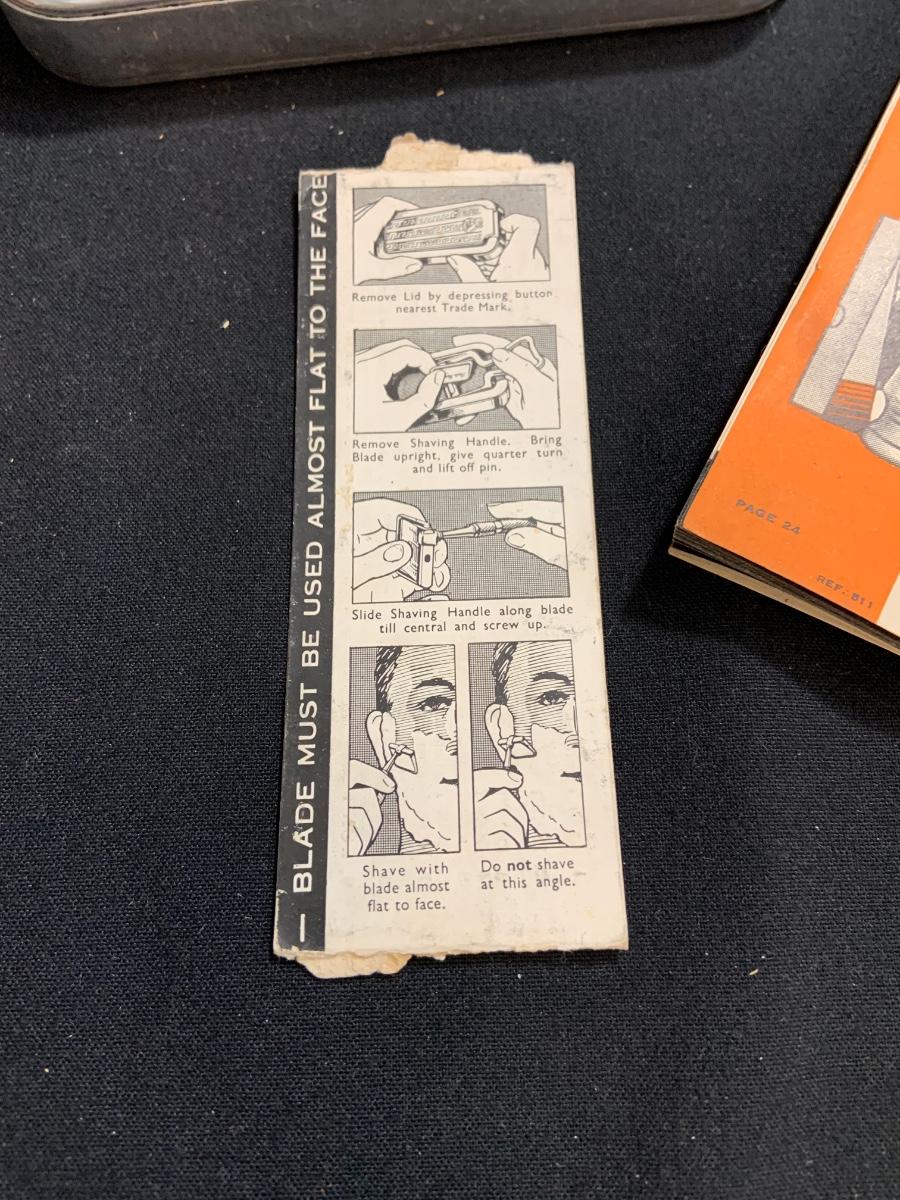 — BLADE MUST BE USED ALMOST FLAT TO THE FACE
Remove Lid by depressing button
nearest Trade Mark.
Remove Shaving Handle. Bring
Blade upright, give quarter turn
and lift off pin.
Slide Shaving Handle along blade
till central and screw up.
Shave with
blade almost
flat to face.
Do not shave
at this angle.
PAGE 24
REF: 511